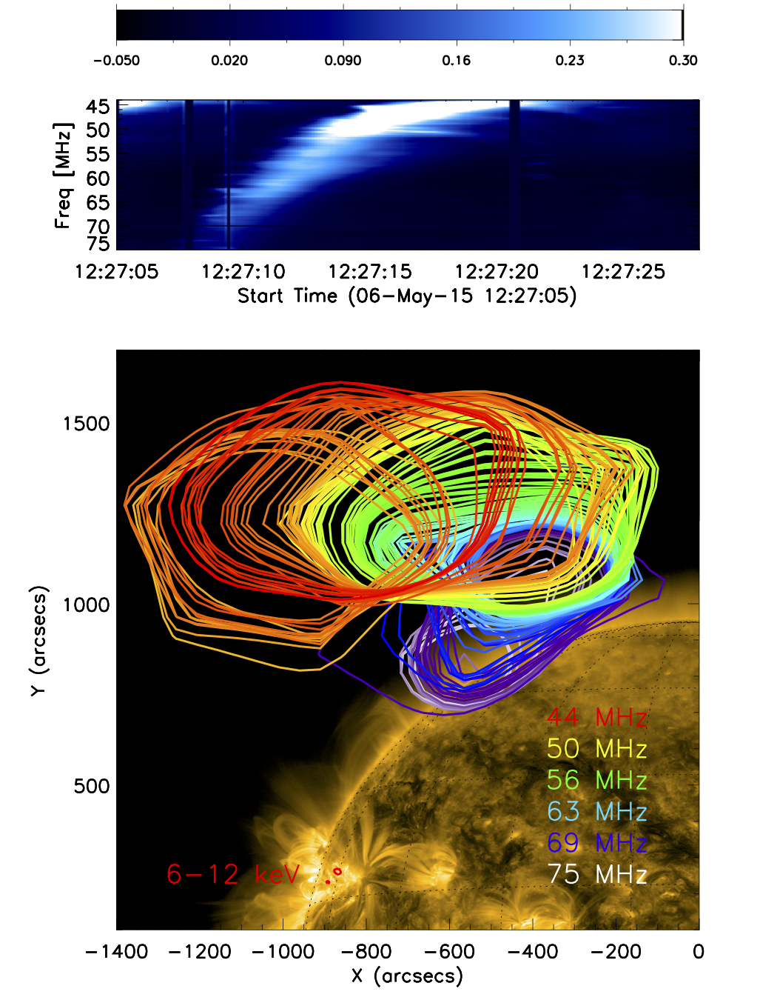 −0.050 0.020 0.090 0.16 0.23 0.30
45
50
55
60
65
70
75
Freq [MHz]
12:27:05 12:27:10 12:27:15 12:27:20 12:27:25
Start Time (06−May−15 12:27:05)
1500
1000
500
Y (arcsecs)
44 MHz
50 MHz
56 MHz
63 MHz
69 MHz
75 MHz
6−12 keV
−1400 −1200 −1000 −800 −600 −400 −200 0
X (arcsecs)